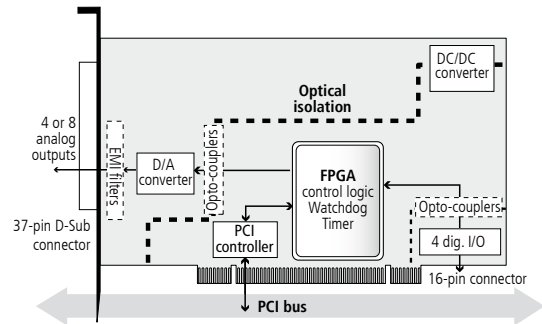 DC/DC
converter
Optical
isolation
4 or 8
analog
outputs
EMI filters
D/A
converter
Opto-couplers
FPGA
control logic
Watchdog
Timer
Opto-couplers
37-pin D-Sub
connector
PCI
controller
4 dig. I/O
16-pin connector
PCI bus